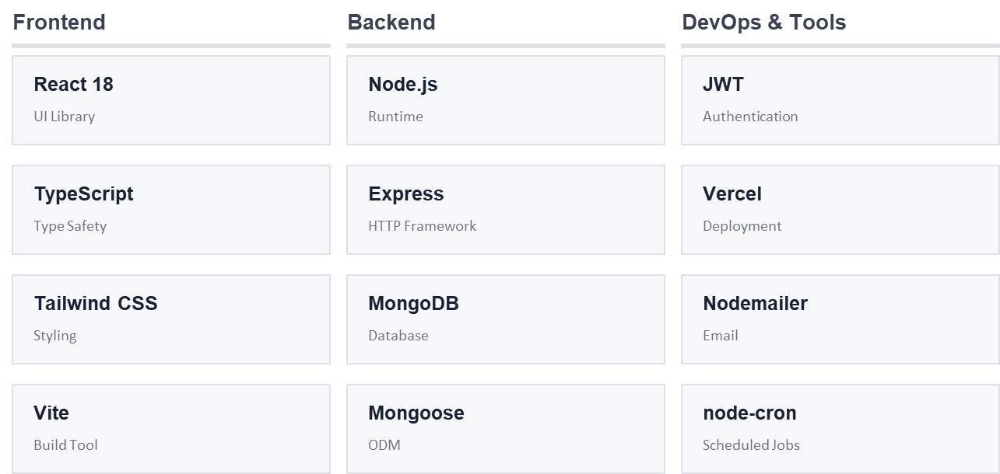 Frontend
React 18
UI Library
TypeScript
Type Safety
Tailwind CSS
Styling
Vite
Build Tool
Backend
Node.js
Runtime
Express
HTTP Framework
MongoDB
Database
Mongoose
ODM
DevOps & Tools
JWT
Authentication
Vercel
Deployment
Nodemailer
Email
node-cron
Scheduled Jobs